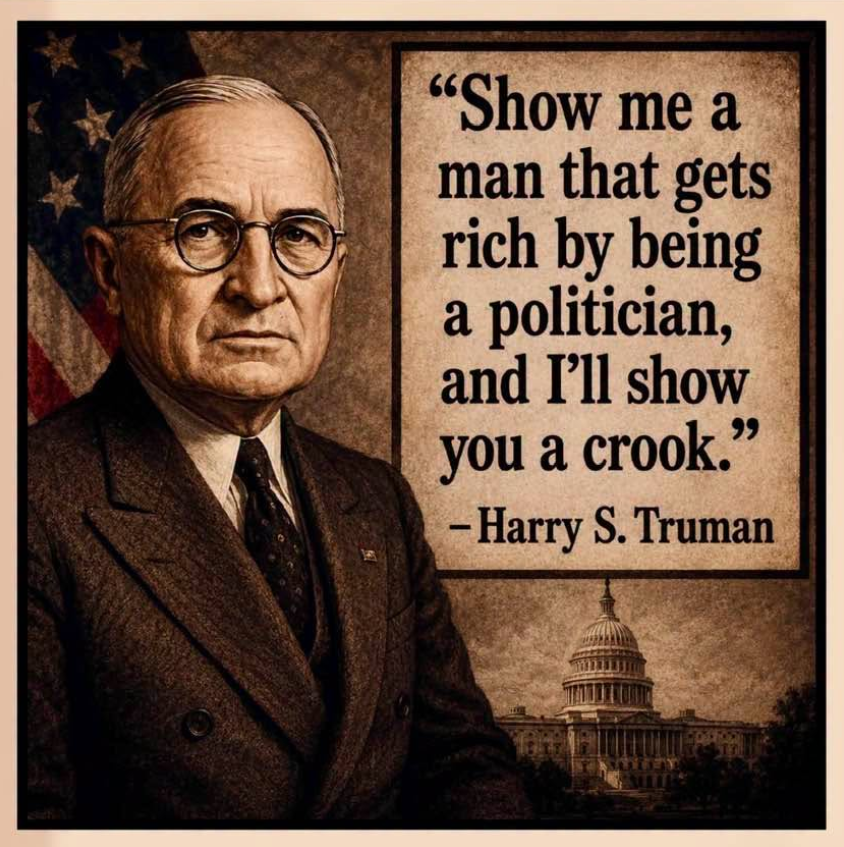 “Show me a
man that gets
rich by being
a politician,
and I’ll show
you a crook.”
– Harry S. Truman